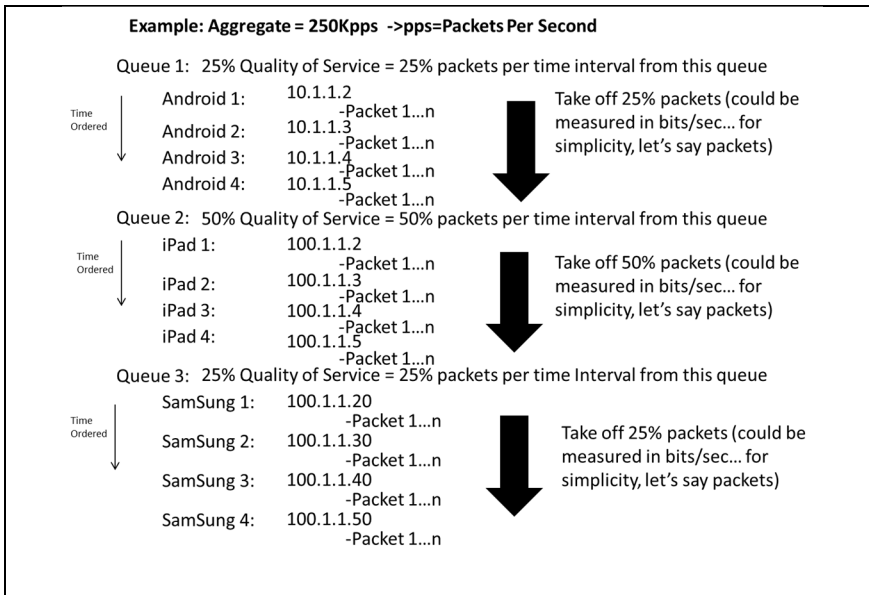 Example: Aggregate = 250Kpps ->pps=Packets Per Second
Queue 1: 25% Quality of Service = 25% packets per time interval from this queue
Time
Ordered
Android 1: 10.1.1.2
-Packet 1...n
Android 2: 10.1.1.3
-Packet 1...n
Android 3: 10.1.1.4
-Packet 1...n
Android 4: 10.1.1.5
-Packet 1...n
Take off 25% packets (could be
measured in bits/sec... for
simplicity, let's say packets)
Queue 2: 50% Quality of Service = 50% packets per time interval from this queue
Time
Ordered
iPad 1: 100.1.1.2
-Packet 1...n
iPad 2: 100.1.1.3
-Packet 1...n
iPad 3: 100.1.1.4
-Packet 1...n
iPad 4: 100.1.1.5
-Packet 1...n
Take off 50% packets (could be
measured in bits/sec... for
simplicity, let's say packets)
Queue 3: 25% Quality of Service = 25% packets per time Interval from this queue
Time
Ordered
SamSung 1: 100.1.1.20
-Packet 1...n
SamSung 2: 100.1.1.30
-Packet 1...n
SamSung 3: 100.1.1.40
-Packet 1...n
SamSung 4: 100.1.1.50
-Packet 1...n
Take off 25% packets (could be
measured in bits/sec... for
simplicity, let's say packets)